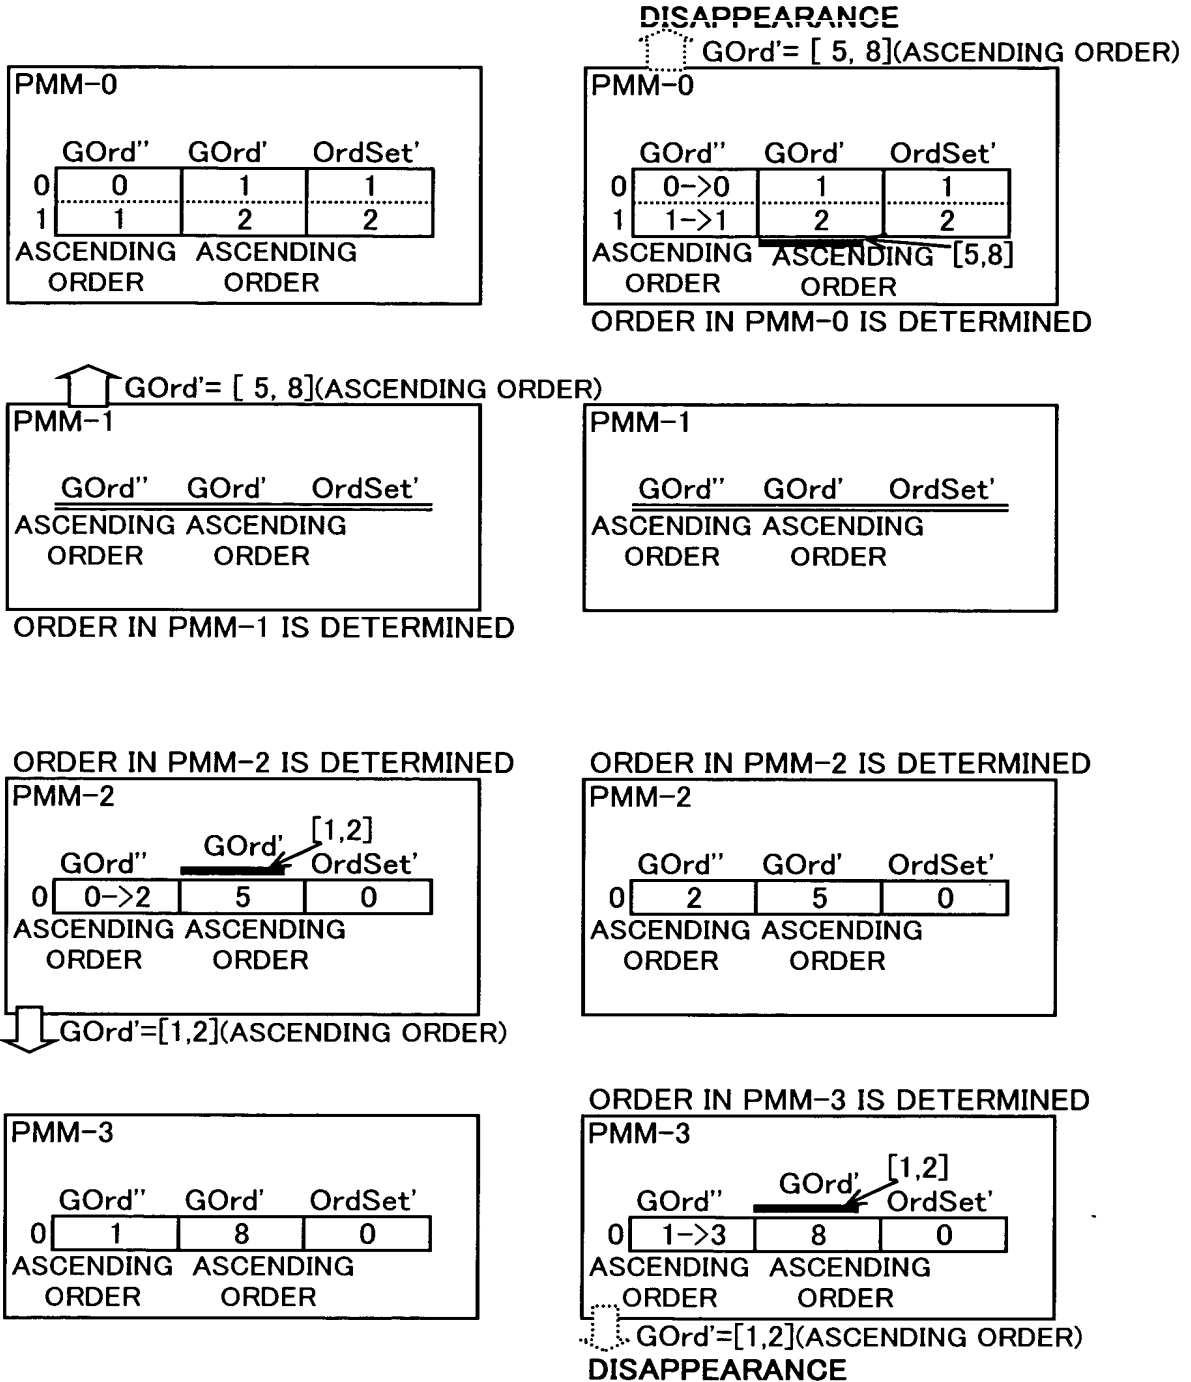 DISAPPEARANCE
GOrd'= [ 5, 8](ASCENDING ORDER)
PMM-0
GOrd'' GOrd' OrdSet'
0 0 1 1
1 1 2 2
ASCENDING ASCENDING
ORDER ORDER
PMM-0
GOrd'' GOrd' OrdSet'
0 0->0 1 1
1 1->1 2 2
ASCENDING ASCENDING [5,8]
ORDER ORDER
ORDER IN PMM-0 IS DETERMINED
GOrd'= [ 5, 8](ASCENDING ORDER)
PMM-1
GOrd'' GOrd' OrdSet'
ASCENDING ASCENDING
ORDER ORDER
ORDER IN PMM-1 IS DETERMINED
PMM-1
GOrd'' GOrd' OrdSet'
ASCENDING ASCENDING
ORDER ORDER
ORDER IN PMM-2 IS DETERMINED
PMM-2
[1,2]
GOrd'' GOrd' OrdSet'
0 0->2 5 0
ASCENDING ASCENDING
ORDER ORDER
GOrd'=[1,2](ASCENDING ORDER)
ORDER IN PMM-2 IS DETERMINED
PMM-2
GOrd'' GOrd' OrdSet'
0 2 5 0
ASCENDING ASCENDING
ORDER ORDER
PMM-3
GOrd'' GOrd' OrdSet'
0 1 8 0
ASCENDING ASCENDING
ORDER ORDER
ORDER IN PMM-3 IS DETERMINED
PMM-3
[1,2]
GOrd'' GOrd' OrdSet'
0 1->3 8 0
ASCENDING ASCENDING
ORDER ORDER
GOrd'=[1,2](ASCENDING ORDER)
DISAPPEARANCE